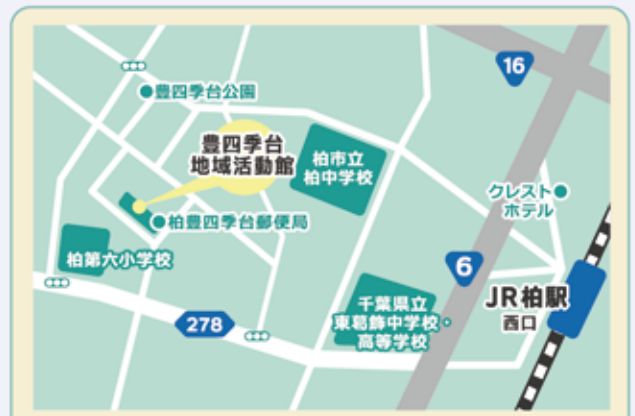 16
豊四季台公園
豊四季台
地域活動館
柏市立
柏中学校
クレスト
ホテル
柏豊四季台郵便局
柏第六小学校
6
JR柏駅
西口
278
千葉県立
東葛飾中学校・
高等学校